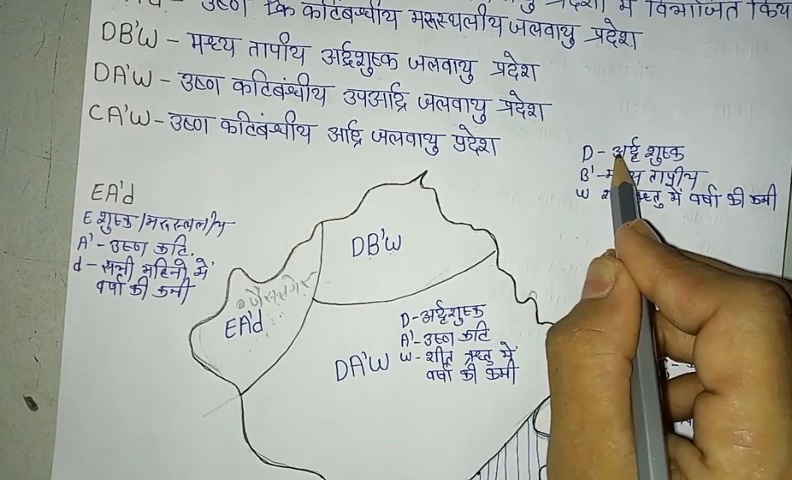 उष्ण कटिबंधीय मरुस्थलीय जलवायु प्रदेश
DB'W - मध्य तापीय अर्द्धशुष्क जलवायु प्रदेश
DA'W - उष्ण कटिबंधीय उपआर्द्र जलवायु प्रदेश
CA'W - उष्ण कटिबंधीय आर्द्र जलवायु प्रदेश
D - अर्द्ध शुष्क
B' - तापीय
W ऋतु में वर्षा की कमी
EA'd
E शुष्क/मरुस्थलीय
A' - उष्ण कटि.
d - सभी महिनो में
वर्षा की कमी
DB'W
जैसलमेर
EA'd
D - अर्द्धशुष्क
A' - उष्ण कटि
W - शीत ऋतु में
वर्षा की कमी
DA'W